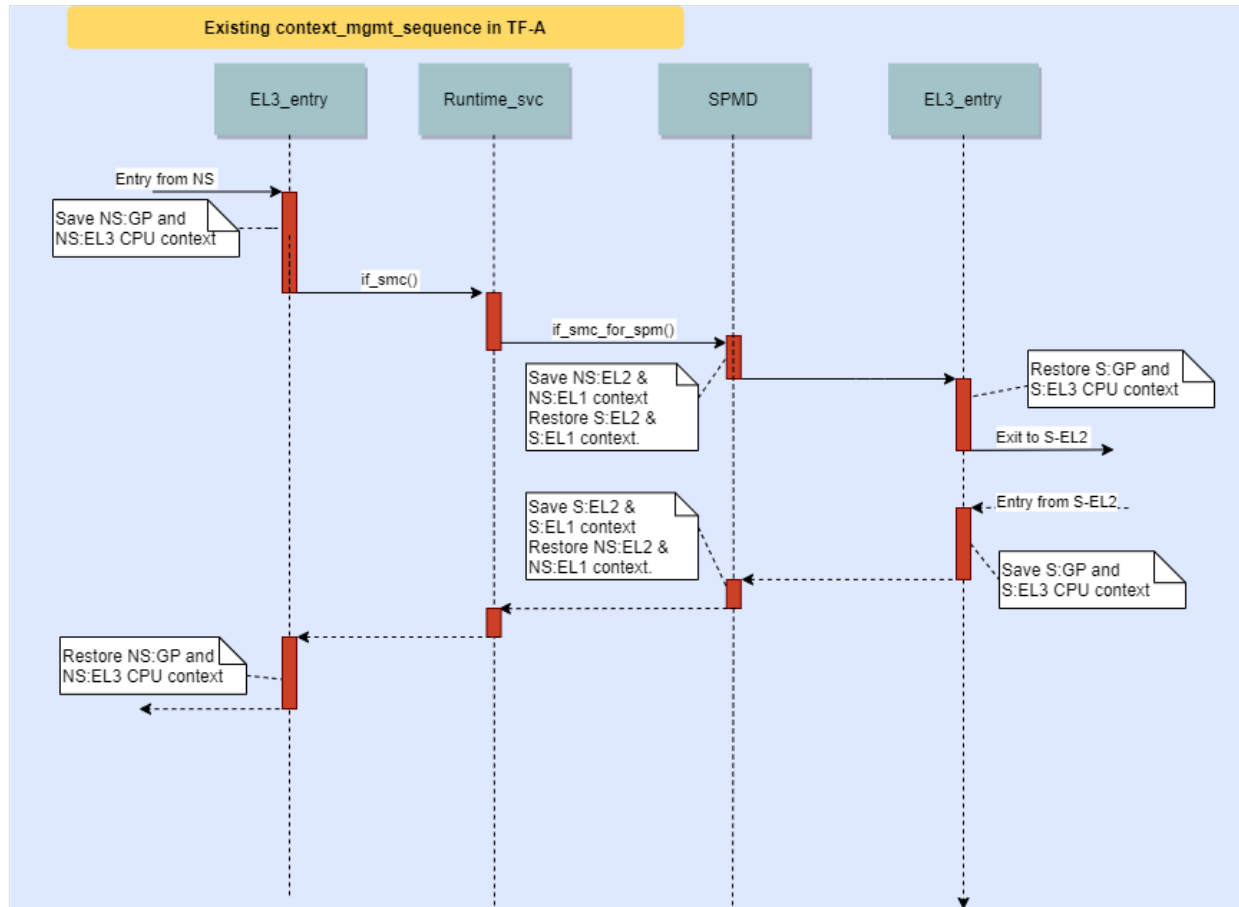 Existing context_mgmt_sequence in TF-A
EL3_entry
Runtime_svc
SPMD
EL3_entry
Entry from NS
Save NS:GP and
NS:EL3 CPU context
if_smc()
if_smc_for_spm()
Save NS:EL2 &
NS:EL1 context
Restore S:EL2 &
S:EL1 context.
Restore S:GP and
S:EL3 CPU context
Exit to S-EL2
Entry from S-EL2
Save S:EL2 &
S:EL1 context
Restore NS:EL2 &
NS:EL1 context.
Save S:GP and
S:EL3 CPU context
Restore NS:GP and
NS:EL3 CPU context